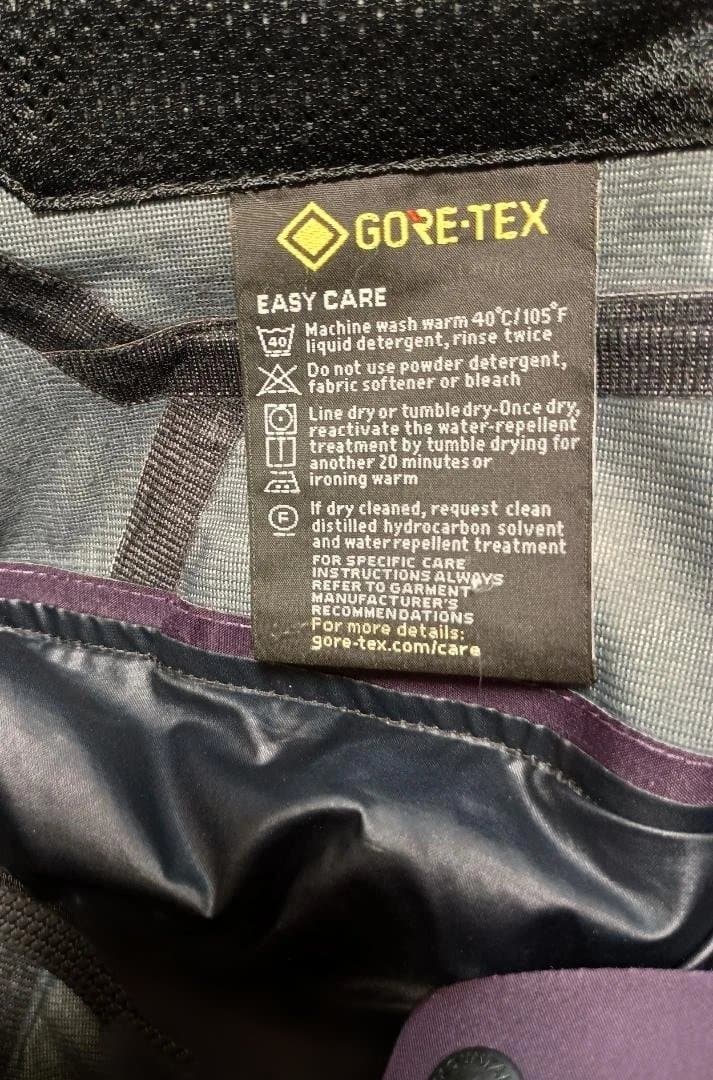 GORE-TEX
EASY CARE
40
Machine wash warm 40°C/105°F
liquid detergent, rinse twice
Do not use powder detergent,
fabric softener or bleach
Line dry or tumble dry-Once dry,
reactivate the water-repellent
treatment by tumble drying for
another 20 minutes or
ironing warm
F
If dry cleaned, request clean
distilled hydrocarbon solvent
and water repellent treatment
FOR SPECIFIC CARE
INSTRUCTIONS ALWAYS
REFER TO GARMENT
MANUFACTURER'S
RECOMMENDATIONS
For more details:
gore-tex.com/care